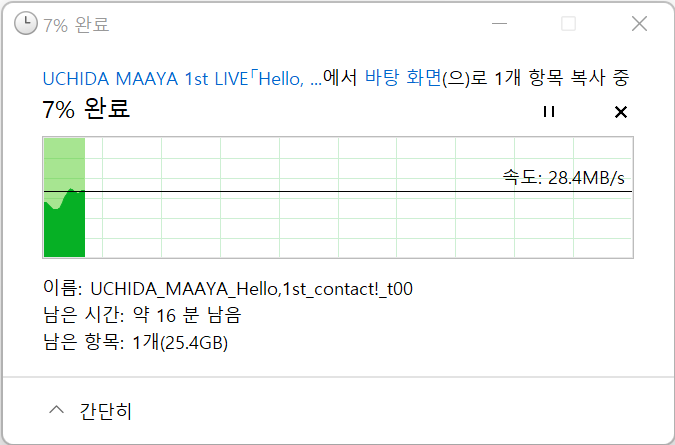 7% 완료
UCHIDA MAAYA 1st LIVE「Hello, ...에서 바탕 화면(으)로 1개 항목 복사 중
7% 완료
속도: 28.4MB/s
이름: UCHIDA_MAAYA_Hello,1st_contact!_t00
남은 시간: 약 16 분 남음
남은 항목: 1개(25.4GB)
간단히